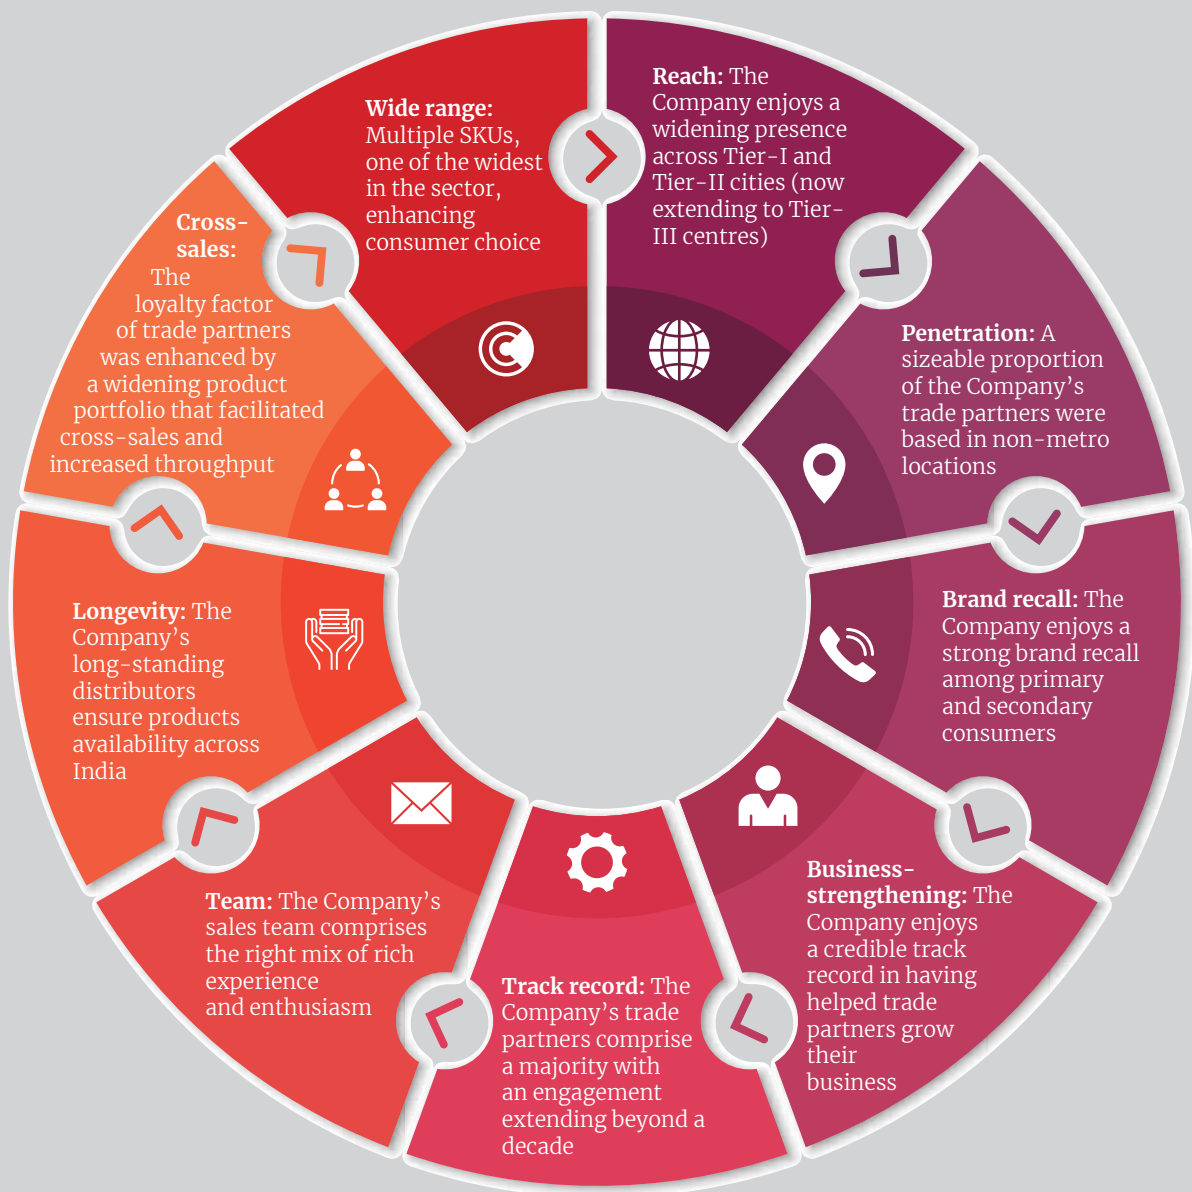 Wide range:
Multiple SKUs,
one of the widest
in the sector,
enhancing
consumer choice
Reach: The
Company enjoys a
widening presence
across Tier-I and
Tier-II cities (now
extending to Tier-
III centres)
Penetration: A
sizeable proportion
of the Company's
trade partners were
based in non-metro
locations
Brand recall: The
Company enjoys a
strong brand recall
among primary
and secondary
consumers
Business-
strengthening: The
Company enjoys
a credible track
record in having
helped trade
partners grow
their
business
Track record: The
Company's trade
partners comprise
a majority with
an engagement
extending beyond a
decade
Team: The Company's
sales team comprises
the right mix of rich
experience
and enthusiasm
Longevity: The
Company's
long-standing
distributors
ensure products
availability across
India
Cross-
sales:
The
loyalty factor
of trade partners
was enhanced by
a widening product
portfolio that facilitated
cross-sales and
increased throughput